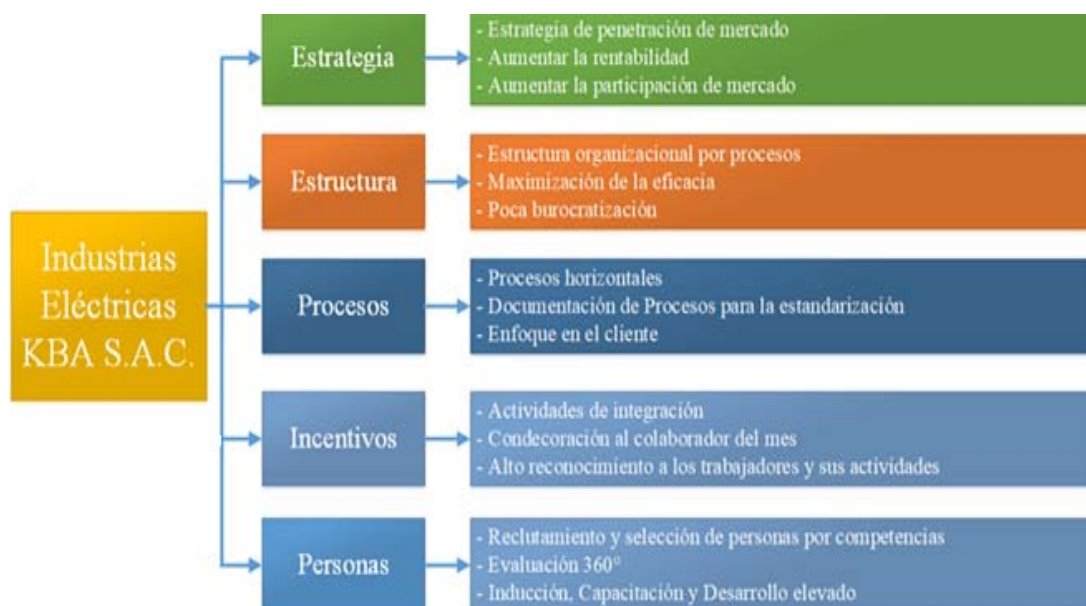 Industrias
Eléctricas
KBA S.A.C.
Estrategia
- Estrategia de penetración de mercado
- Aumentar la rentabilidad
- Aumentar la participación de mercado
Estructura
- Estructura organizacional por procesos
- Maximización de la eficacia
- Poca burocratización
Procesos
- Procesos horizontales
- Documentación de Procesos para la estandarización
- Enfoque en el cliente
Incentivos
- Actividades de integración
- Condecoración al colaborador del mes
- Alto reconocimiento a los trabajadores y sus actividades
Personas
- Reclutamiento y selección de personas por competencias
- Evaluación 360°
- Inducción, Capacitación y Desarrollo elevado